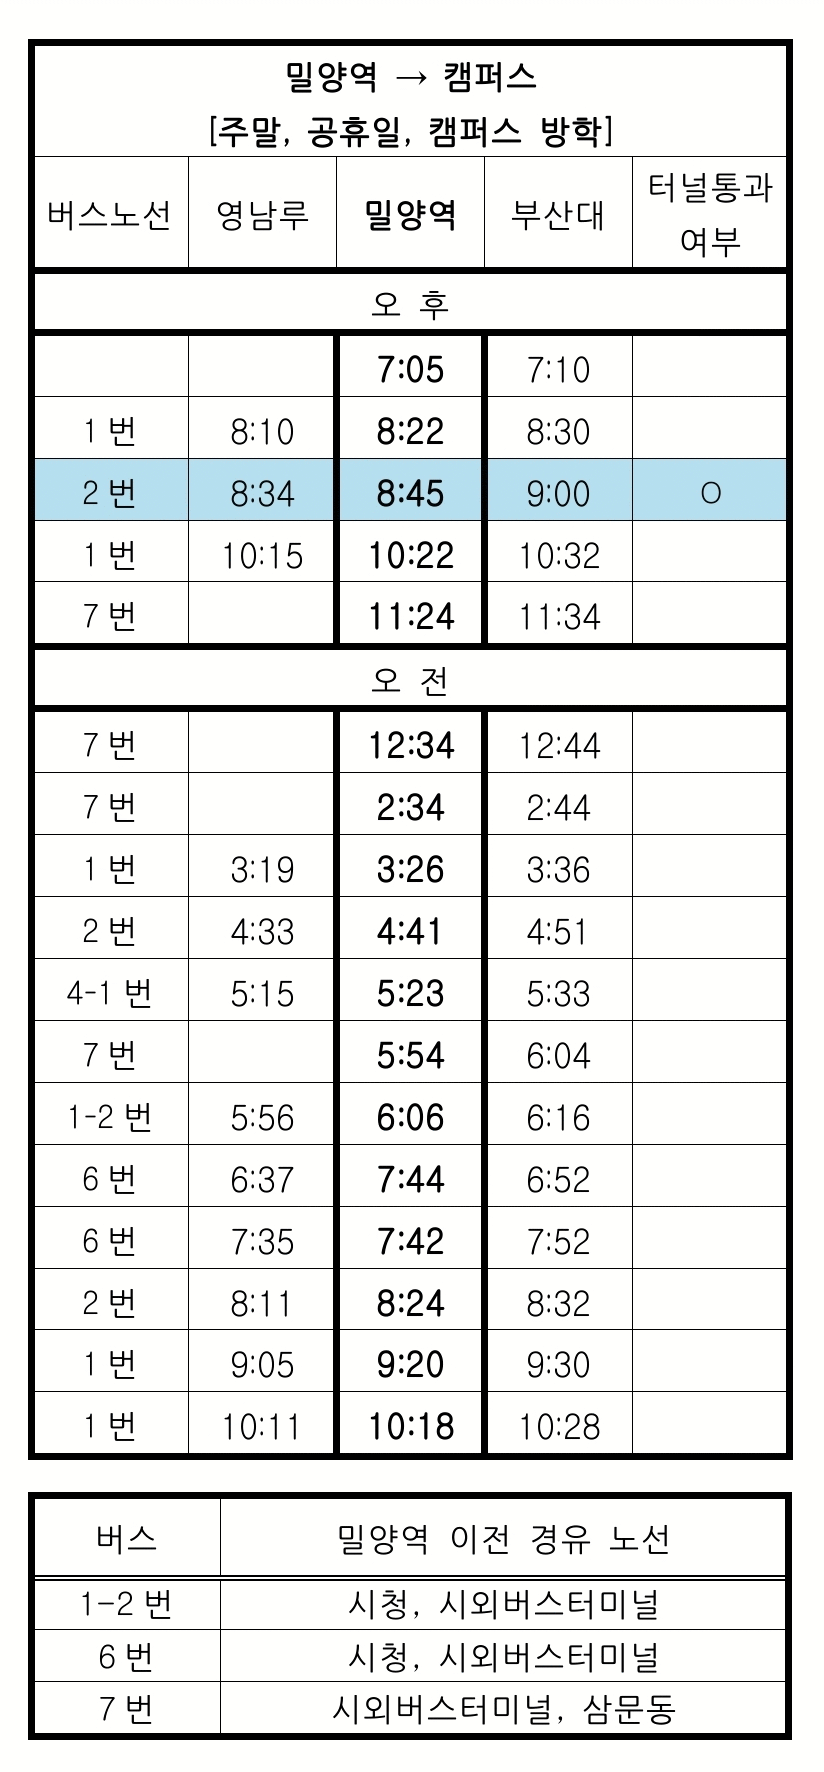 밀양역 → 캠퍼스
[주말, 공휴일, 캠퍼스 방학]
버스노선 영남루 밀양역 부산대 터널통과
여부
오 후
7:05 7:10
1 번 8:10 8:22 8:30
2 번 8:34 8:45 9:00 O
1 번 10:15 10:22 10:32
7 번 11:24 11:34
오 전
7 번 12:34 12:44
7 번 2:34 2:44
1 번 3:19 3:26 3:36
2 번 4:33 4:41 4:51
4-1 번 5:15 5:23 5:33
7 번 5:54 6:04
1-2 번 5:56 6:06 6:16
6 번 6:37 7:44 6:52
6 번 7:35 7:42 7:52
2 번 8:11 8:24 8:32
1 번 9:05 9:20 9:30
1 번 10:11 10:18 10:28
버스 밀양역 이전 경유 노선
1-2 번 시청, 시외버스터미널
6 번 시청, 시외버스터미널
7 번 시외버스터미널, 삼문동